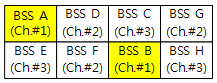 BSS A BSS D BSS C BSS G
(Ch.#1) (Ch.#2) (Ch.#3) (Ch.#2)
BSS E BSS F BSS B BSS H
(Ch.#3) (Ch.#2) (Ch.#1) (Ch.#3)